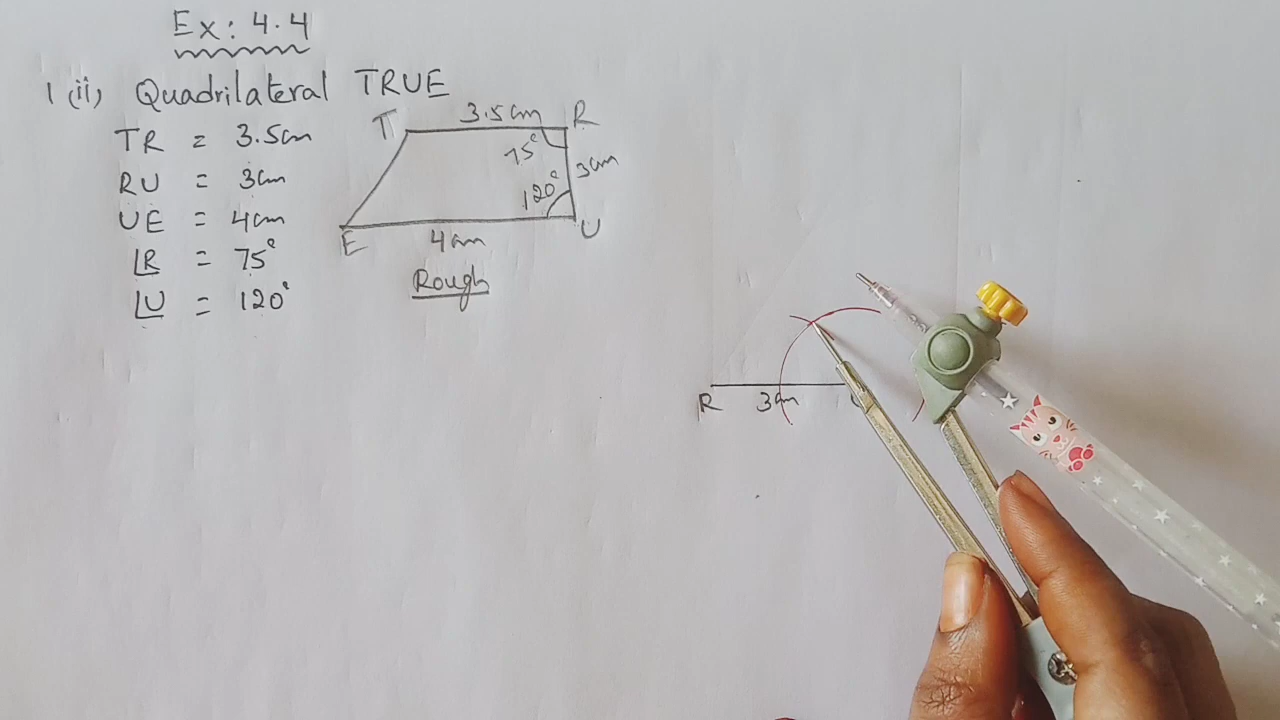 Ex: 4.4
1 (ii) Quadrilateral TRUE
TR = 3.5cm
RU = 3cm
UE = 4cm
∠R = 75°
∠U = 120°
T 3.5cm R
75°
3cm
120°
E 4cm U
Rough
R 3cm